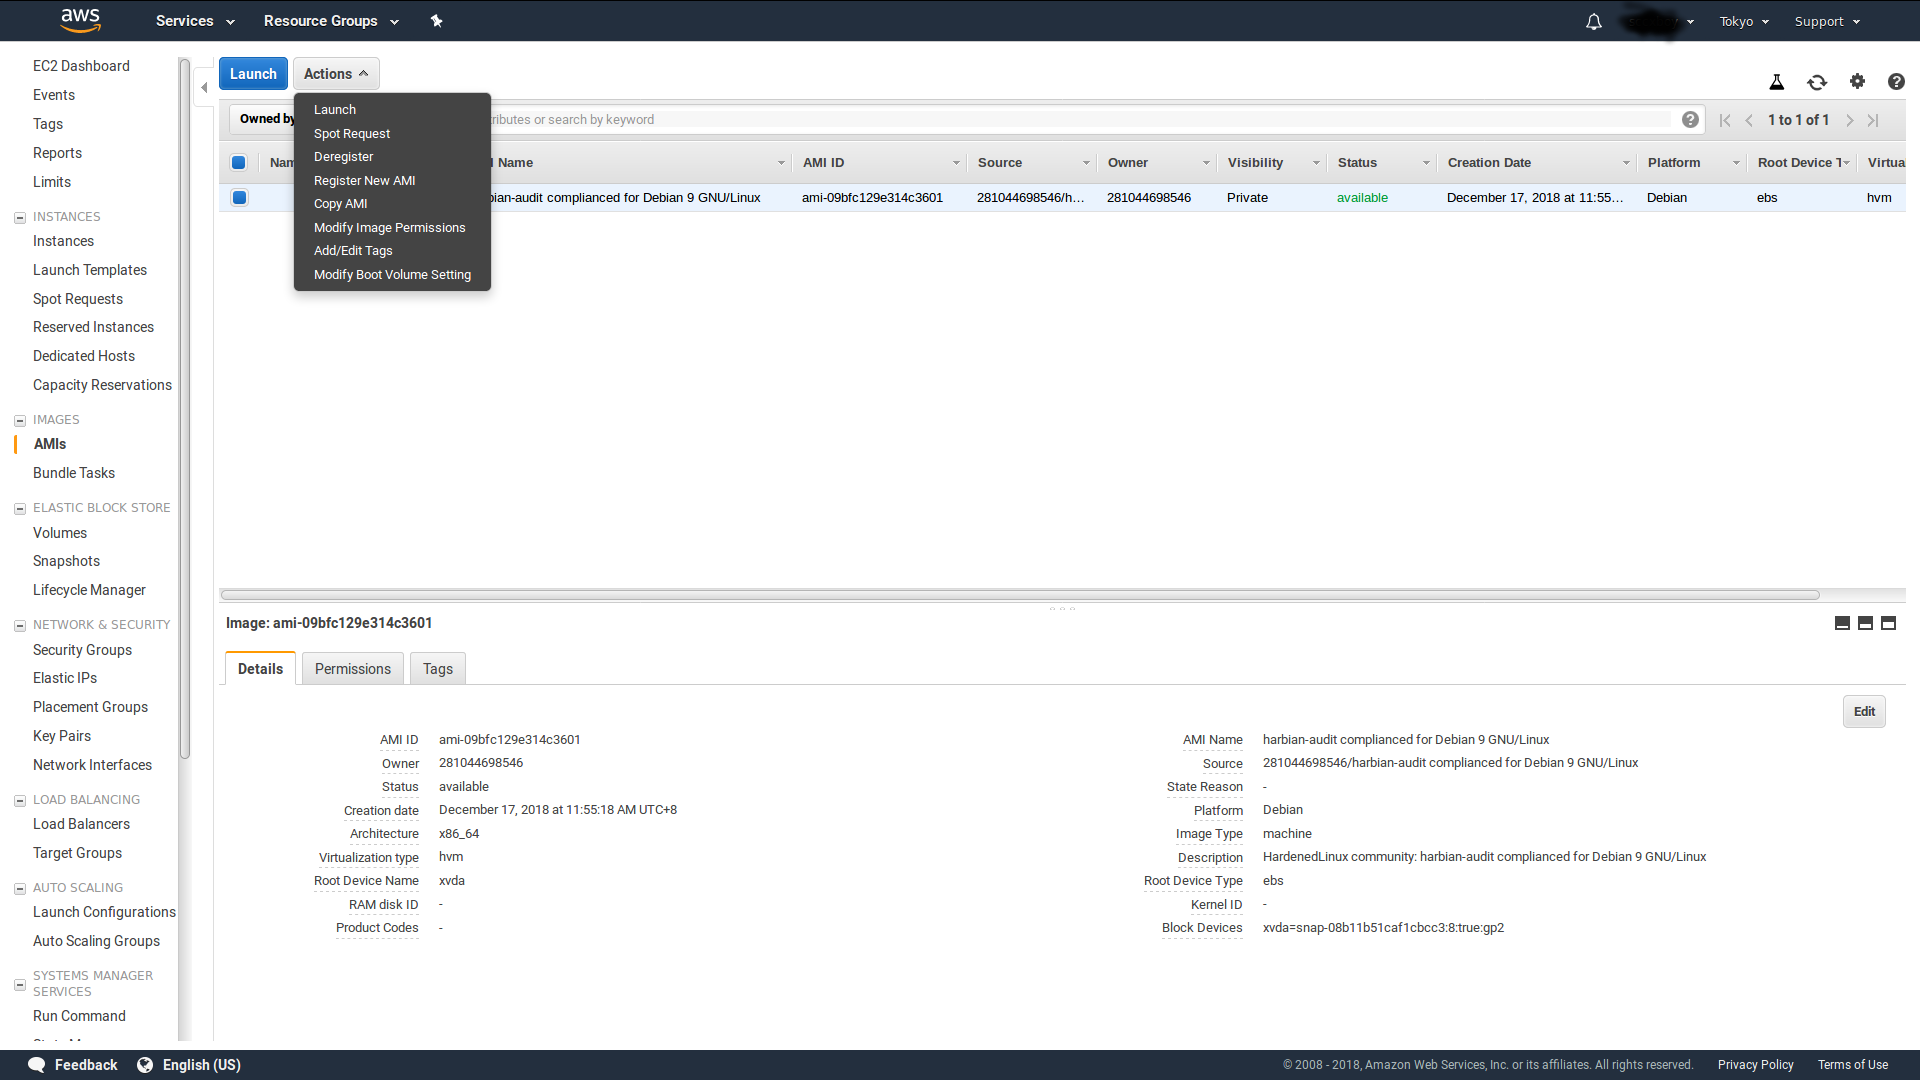 aws Services Resource Groups Tokyo Support
EC2 Dashboard
Events
Tags
Reports
Limits
INSTANCES
Instances
Launch Templates
Spot Requests
Reserved Instances
Dedicated Hosts
Capacity Reservations
IMAGES
AMIs
Bundle Tasks
ELASTIC BLOCK STORE
Volumes
Snapshots
Lifecycle Manager
NETWORK & SECURITY
Security Groups
Elastic IPs
Placement Groups
Key Pairs
Network Interfaces
LOAD BALANCING
Load Balancers
Target Groups
AUTO SCALING
Launch Configurations
Auto Scaling Groups
SYSTEMS MANAGER
SERVICES
Run Command
Launch Actions
Launch
Spot Request
Deregister
Register New AMI
Copy AMI
Modify Image Permissions
Add/Edit Tags
Modify Boot Volume Setting
Owned by ributes or search by keyword 1 to 1 of 1
Nam Name AMI ID Source Owner Visibility Status Creation Date Platform Root Device T Virtua
bian-audit complianced for Debian 9 GNU/Linux ami-09bfc129e314c3601 281044698546/h… 281044698546 Private available December 17, 2018 at 11:55… Debian ebs hvm
Image: ami-09bfc129e314c3601
Details Permissions Tags
Edit
AMI ID ami-09bfc129e314c3601 AMI Name harbian-audit complianced for Debian 9 GNU/Linux
Owner 281044698546 Source 281044698546/harbian-audit complianced for Debian 9 GNU/Linux
Status available State Reason -
Creation date December 17, 2018 at 11:55:18 AM UTC+8 Platform Debian
Architecture x86_64 Image Type machine
Virtualization type hvm Description HardenedLinux community: harbian-audit complianced for Debian 9 GNU/Linux
Root Device Name xvda Root Device Type ebs
RAM disk ID - Kernel ID -
Product Codes - Block Devices xvda=snap-08b11b51caf1cbcc3:8:true:gp2
Feedback English (US) © 2008 - 2018, Amazon Web Services, Inc. or its affiliates. All rights reserved. Privacy Policy Terms of Use